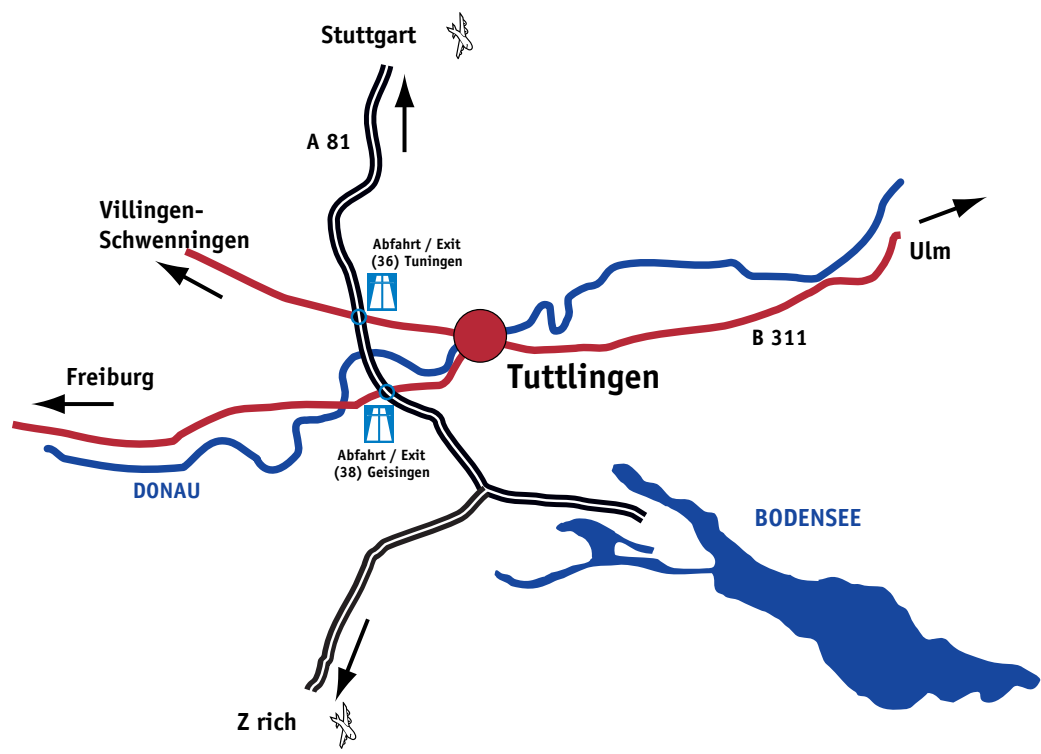 Stuttgart
A 81
Villingen-
Schwenningen
Abfahrt / Exit
(36) Tuningen
Ulm
B 311
Tuttlingen
Freiburg
Abfahrt / Exit
(38) Geisingen
DONAU
BODENSEE
Z rich